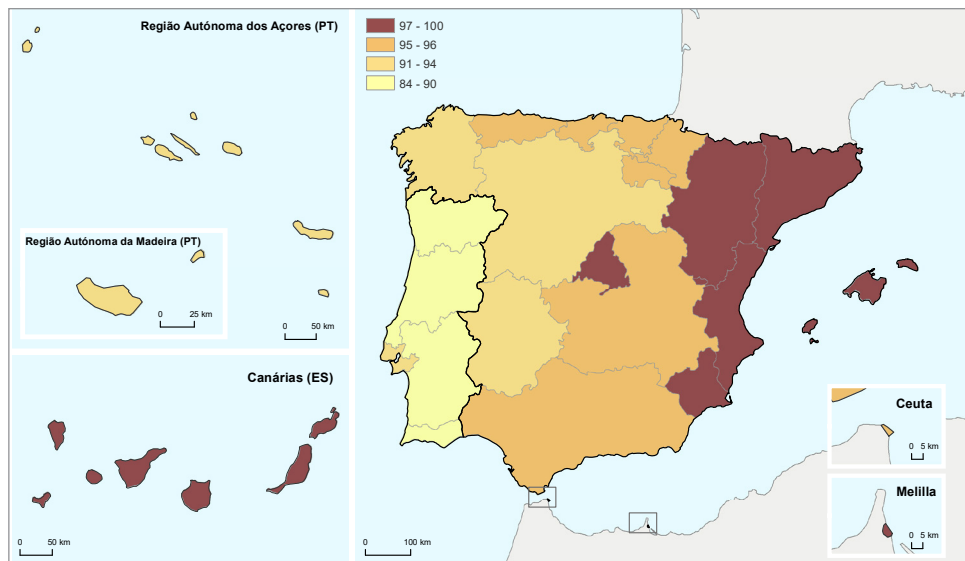 Região Autónoma dos Açores (PT)
97 - 100
95 - 96
91 - 94
84 - 90
Região Autónoma da Madeira (PT)
0 25 km
0 50 km
Canárias (ES)
0 50 km
0 100 km
Ceuta
0 5 km
Melilla
0 5 km